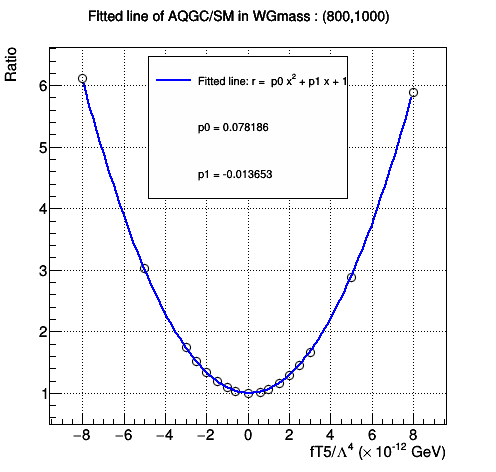 FItted line of AQGC/SM in WGmass : (800,1000)
Ratio
Fitted line: r = p0 x² + p1 x + 1
p0 = 0.078186
p1 = -0.013653
6
5
4
3
2
1
−8 −6 −4 −2 0 2 4 6 8
fT5/Λ⁴ (× 10⁻¹² GeV)